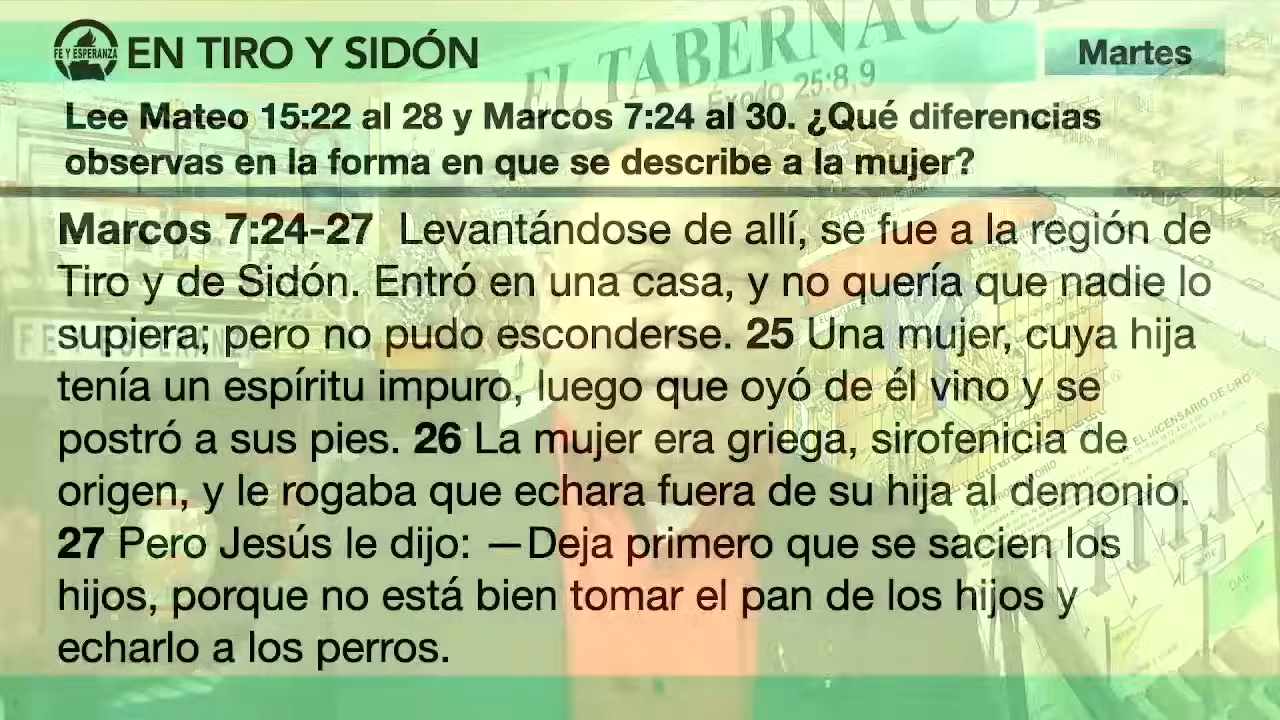 FE Y ESPERANZA
EN TIRO Y SIDÓN
Martes
EL TABERNÁCU
Éxodo 25:8,9
Lee Mateo 15:22 al 28 y Marcos 7:24 al 30. ¿Qué diferencias
observas en la forma en que se describe a la mujer?
Marcos 7:24-27 Levantándose de allí, se fue a la región de
Tiro y de Sidón. Entró en una casa, y no quería que nadie lo
supiera; pero no pudo esconderse. 25 Una mujer, cuya hija
tenía un espíritu impuro, luego que oyó de él vino y se
postró a sus pies. 26 La mujer era griega, sirofenicia de
origen, y le rogaba que echara fuera de su hija al demonio.
27 Pero Jesús le dijo: —Deja primero que se sacien los
hijos, porque no está bien tomar el pan de los hijos y
echarlo a los perros.
EL INCENSARIO DE ORO